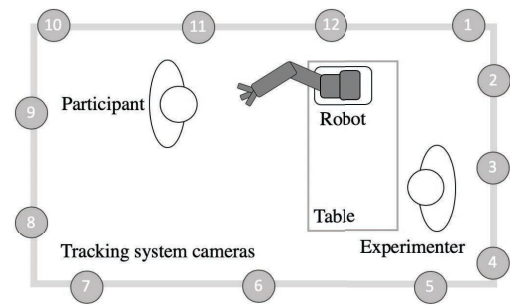 10
11
12
1
2
Participant
9
Robot
3
8
Table
Tracking system cameras
Experimenter
4
7
6
5